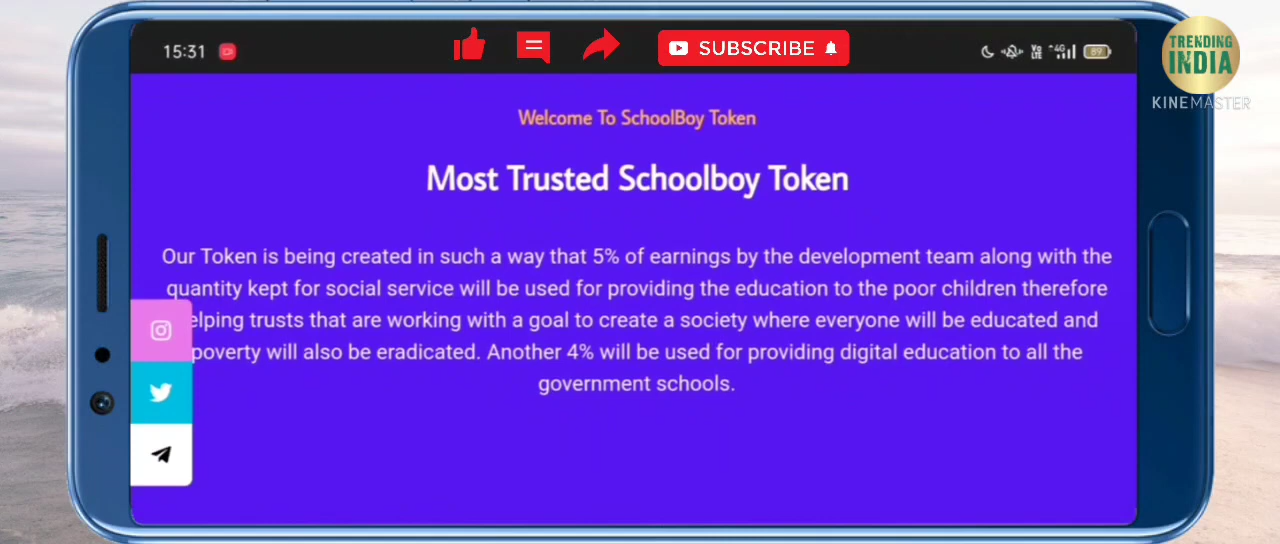 15:31
SUBSCRIBE
Vo LTE 4G 89
TRENDING
INDIA
KINEMASTER
Welcome To SchoolBoy Token
Most Trusted Schoolboy Token
Our Token is being created in such a way that 5% of earnings by the development team along with the
quantity kept for social service will be used for providing the education to the poor children therefore
elping trusts that are working with a goal to create a society where everyone will be educated and
poverty will also be eradicated. Another 4% will be used for providing digital education to all the
government schools.